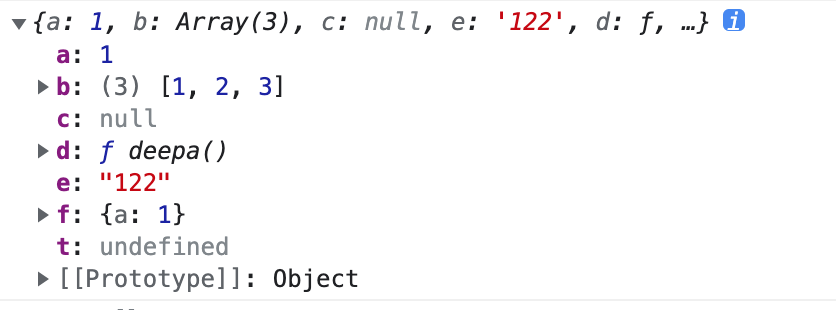 ▼{a: 1, b: Array(3), c: null, e: '122', d: ƒ, …} i
a: 1
▶b: (3) [1, 2, 3]
c: null
▶d: ƒ deepa()
e: "122"
▶f: {a: 1}
t: undefined
▶[[Prototype]]: Object